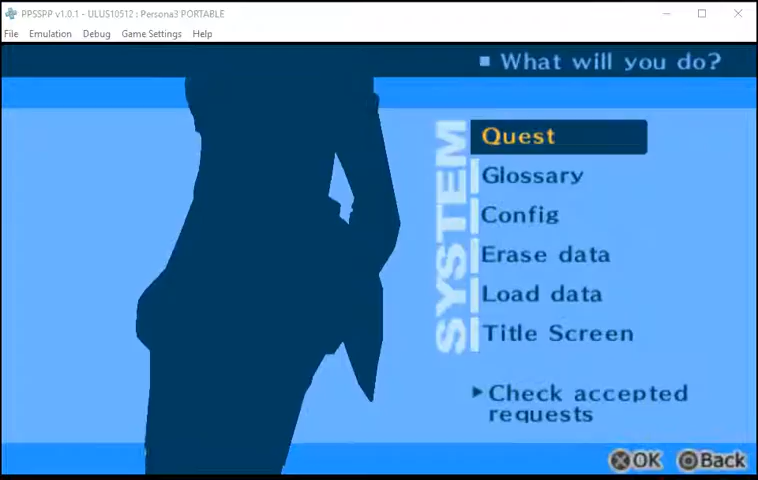 PPSSPP v1.0.1 - ULUS10512 : Persona3 PORTABLE
File Emulation Debug Game Settings Help
What will you do?
SYSTEM
Quest
Glossary
Config
Erase data
Load data
Title Screen
Check accepted
requests
OK Back